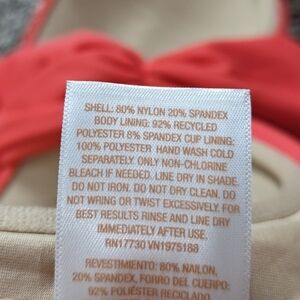 SHELL: 80% NYLON 20% SPANDEX
BODY LINING: 92% RECYCLED
POLYESTER 8% SPANDEX CUP LINING:
100% POLYESTER HAND WASH COLD
SEPARATELY. ONLY NON-CHLORINE
BLEACH IF NEEDED. LINE DRY IN SHADE.
DO NOT IRON. DO NOT DRY CLEAN. DO
NOT WRING OR TWIST EXCESSIVELY. FOR
BEST RESULTS RINSE AND LINE DRY
IMMEDIATELY AFTER USE.
RN17730 VN1975188
REVESTIMIENTO: 80% NAILON,
20% SPANDEX, FORRO DEL CUERPO:
92% POLIÉSTER RECICLADO